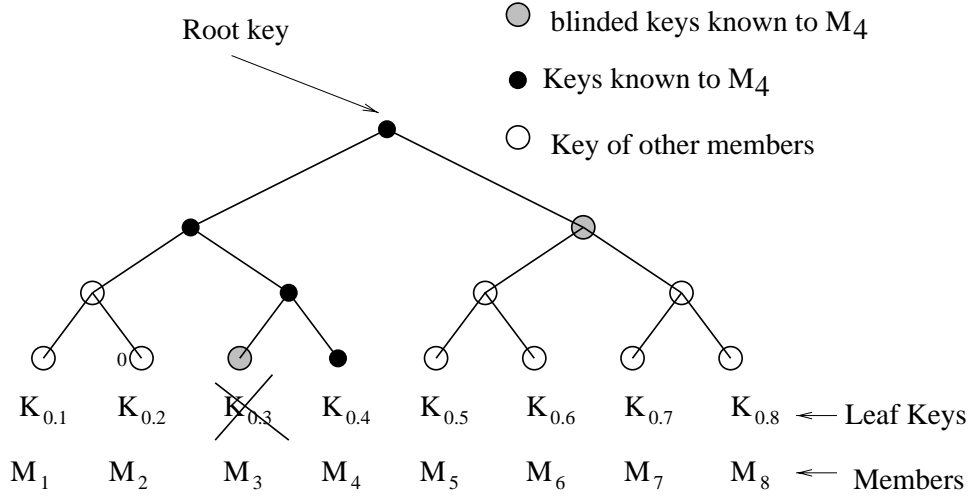 blinded keys known to M4
Root key
Keys known to M4
Key of other members
0
K0.1 K0.2 K0.3 K0.4 K0.5 K0.6 K0.7 K0.8 Leaf Keys
M1 M2 M3 M4 M5 M6 M7 M8 Members